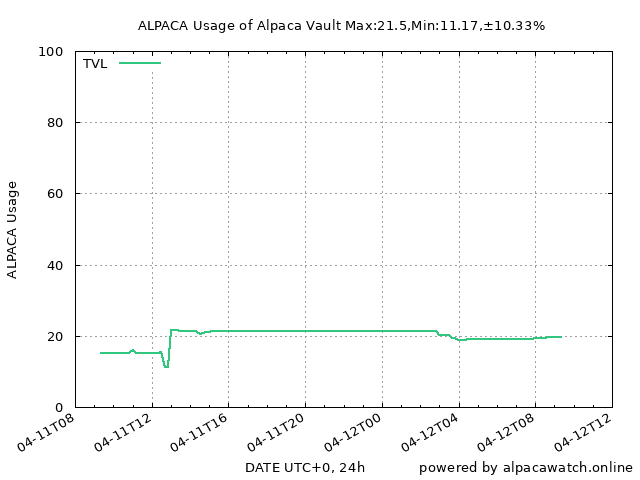 ALPACA Usage of Alpaca Vault Max:21.5,Min:11.17,±10.33%
100
TVL
80
60
ALPACA Usage
40
20
0
04-11T08 04-11T12 04-11T16 04-11T20 04-12T00 04-12T04 04-12T08 04-12T12
DATE UTC+0, 24h powered by alpacawatch.online